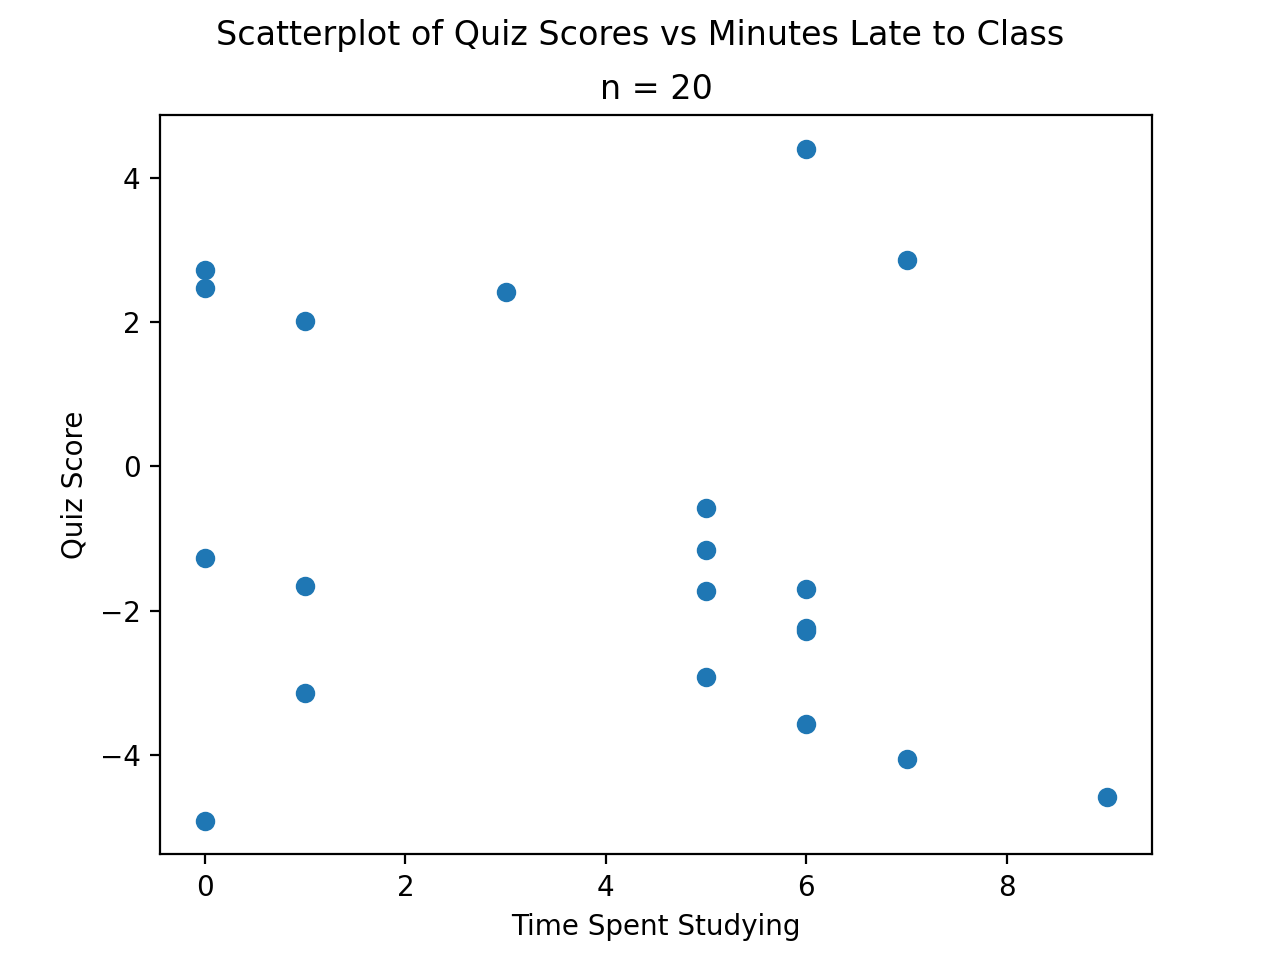 Scatterplot of Quiz Scores vs Minutes Late to Class
n = 20
4
2
0
−2
−4
Quiz Score
0 2 4 6 8
Time Spent Studying